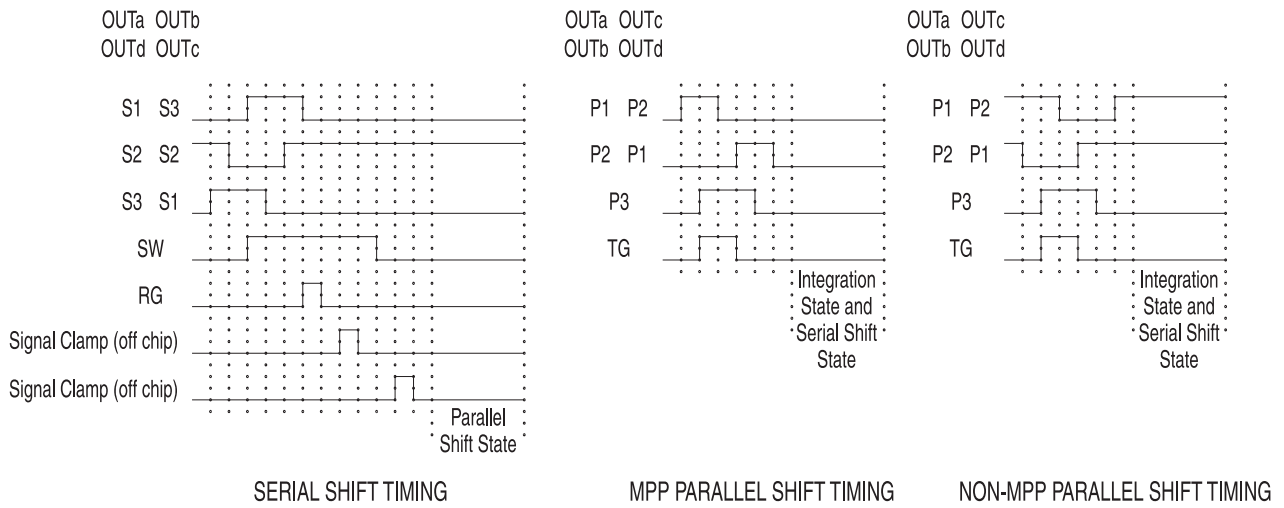 OUTa OUTb
OUTd OUTc
S1 S3
S2 S2
S3 S1
SW
RG
Signal Clamp (off chip)
Signal Clamp (off chip)
Parallel
Shift State
SERIAL SHIFT TIMING
OUTa OUTc
OUTb OUTd
P1 P2
P2 P1
P3
TG
Integration
State and
Serial Shift
State
MPP PARALLEL SHIFT TIMING
OUTa OUTc
OUTb OUTd
P1 P2
P2 P1
P3
TG
Integration
State and
Serial Shift
State
NON-MPP PARALLEL SHIFT TIMING